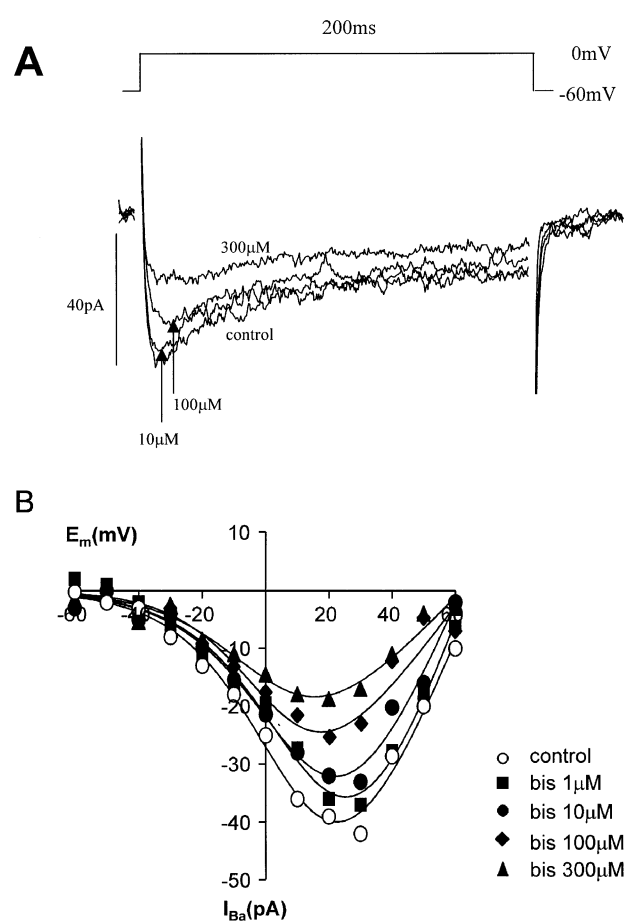 200ms
A
0mV
-60mV
300µM
40pA
control
100µM
10µM
B
Em(mV)
10
-60 -40 -20 20 40 60
-10
-20
-30
-40
-50
IBa(pA)
control
bis 1µM
bis 10µM
bis 100µM
bis 300µM